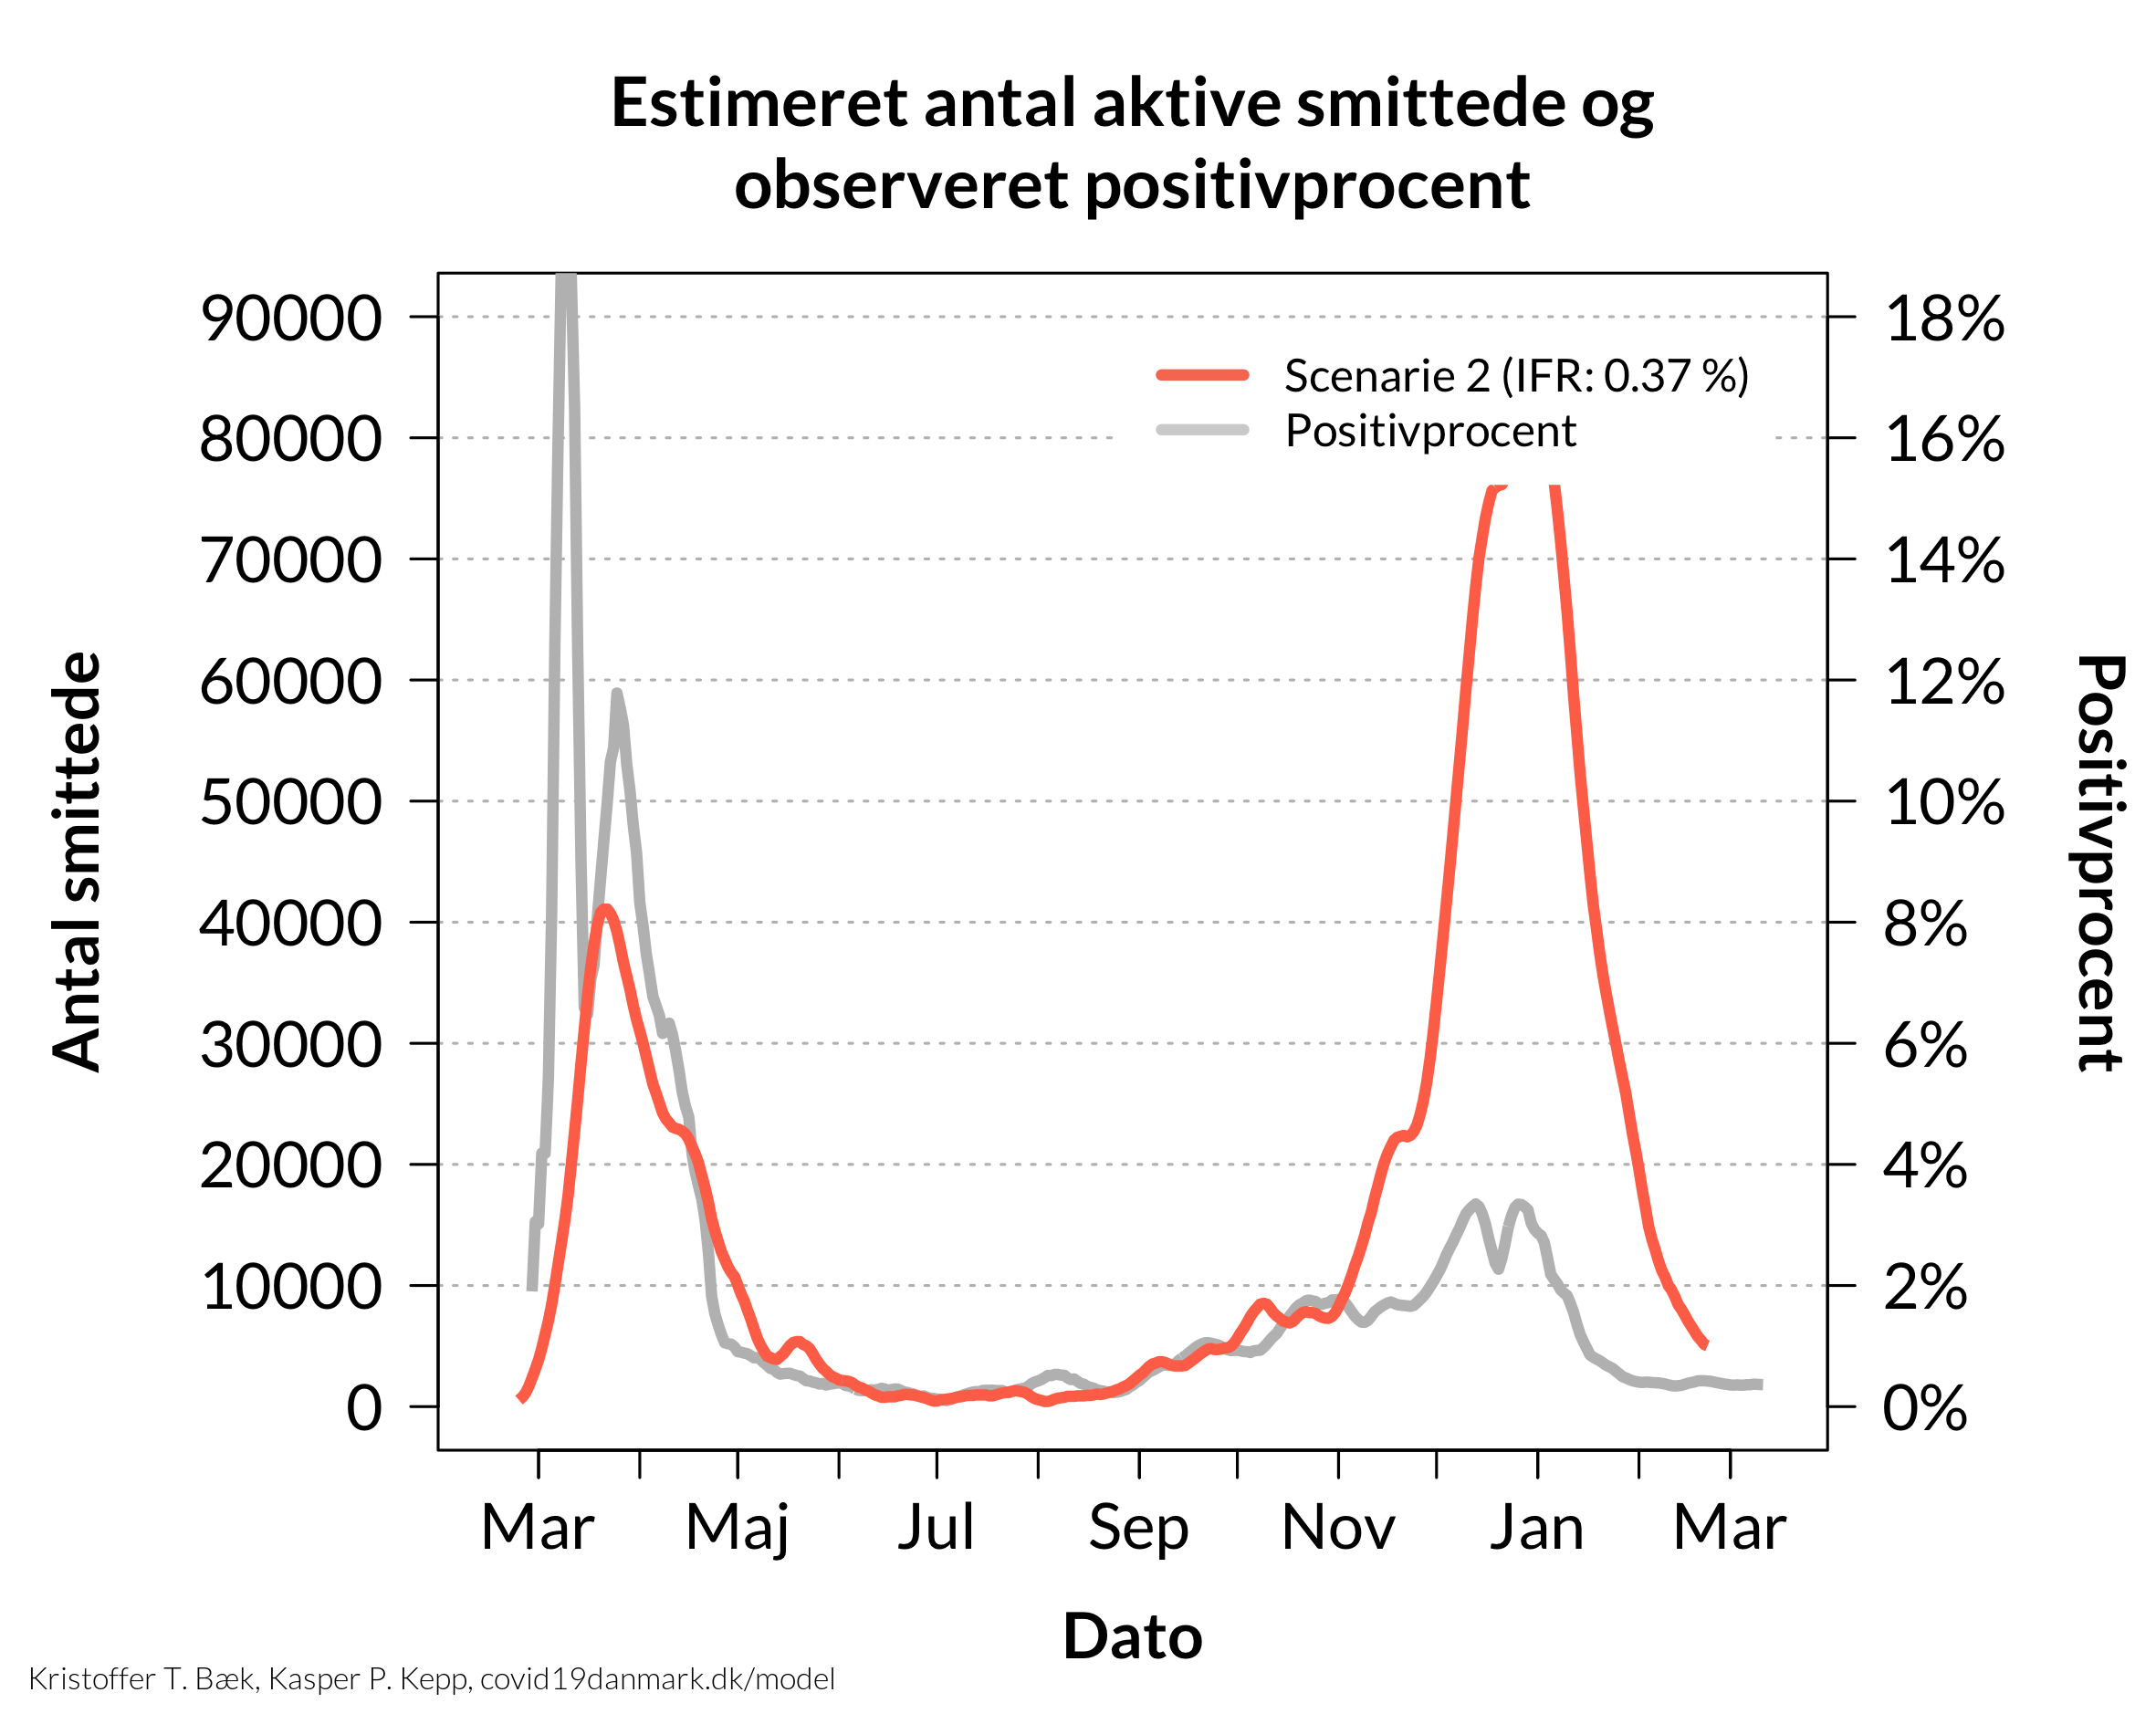 Estimeret antal aktive smittede og
observeret positivprocent
90000
80000
70000
60000
50000
40000
30000
20000
10000
0
Antal smittede
Scenarie 2 (IFR: 0.37 %)
Positivprocent
18%
16%
14%
12%
10%
8%
6%
4%
2%
0%
Positivprocent
Mar Maj Jul Sep Nov Jan Mar
Dato
Kristoffer T. Bæk, Kasper P. Kepp, covid19danmark.dk/model